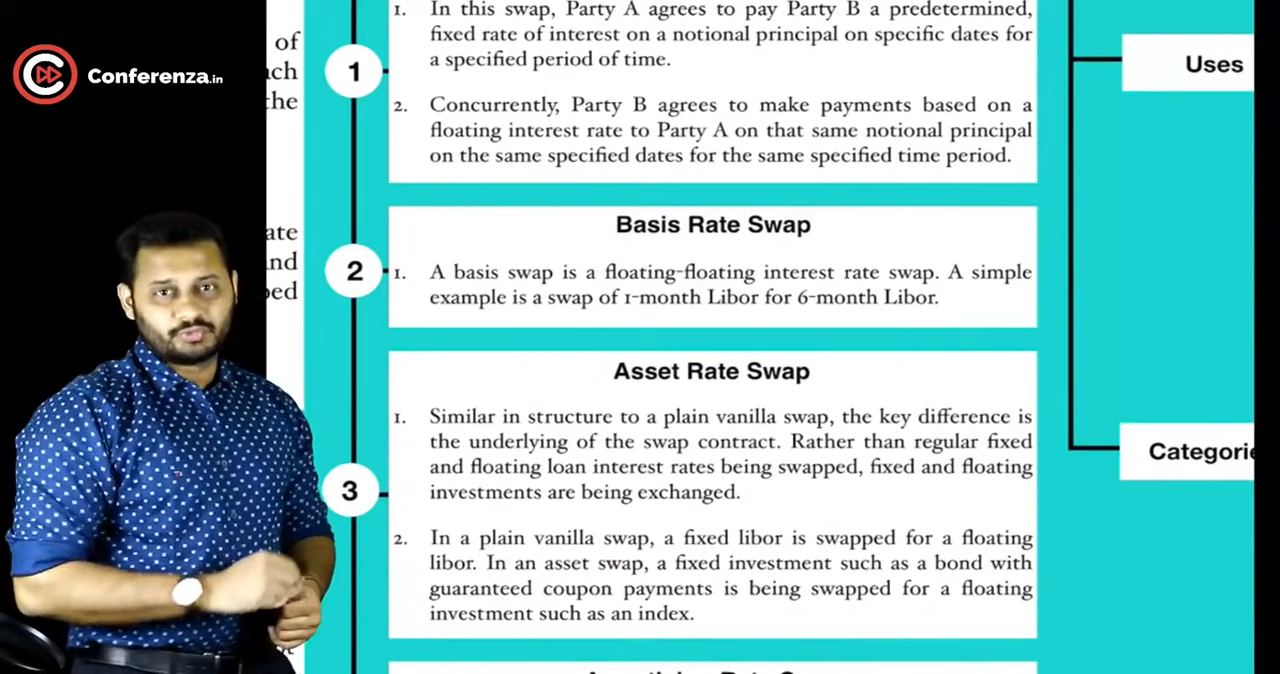 Conferenza.in
of
the
1. In this swap, Party A agrees to pay Party B a predetermined,
fixed rate of interest on a notional principal on specific dates for
a specified period of time.
1
2. Concurrently, Party B agrees to make payments based on a
floating interest rate to Party A on that same notional principal
on the same specified dates for the same specified time period.
Basis Rate Swap
2
1. A basis swap is a floating-floating interest rate swap. A simple
example is a swap of 1-month Libor for 6-month Libor.
Asset Rate Swap
3
1. Similar in structure to a plain vanilla swap, the key difference is
the underlying of the swap contract. Rather than regular fixed
and floating loan interest rates being swapped, fixed and floating
investments are being exchanged.
2. In a plain vanilla swap, a fixed libor is swapped for a floating
libor. In an asset swap, a fixed investment such as a bond with
guaranteed coupon payments is being swapped for a floating
investment such as an index.
Uses
Categorie